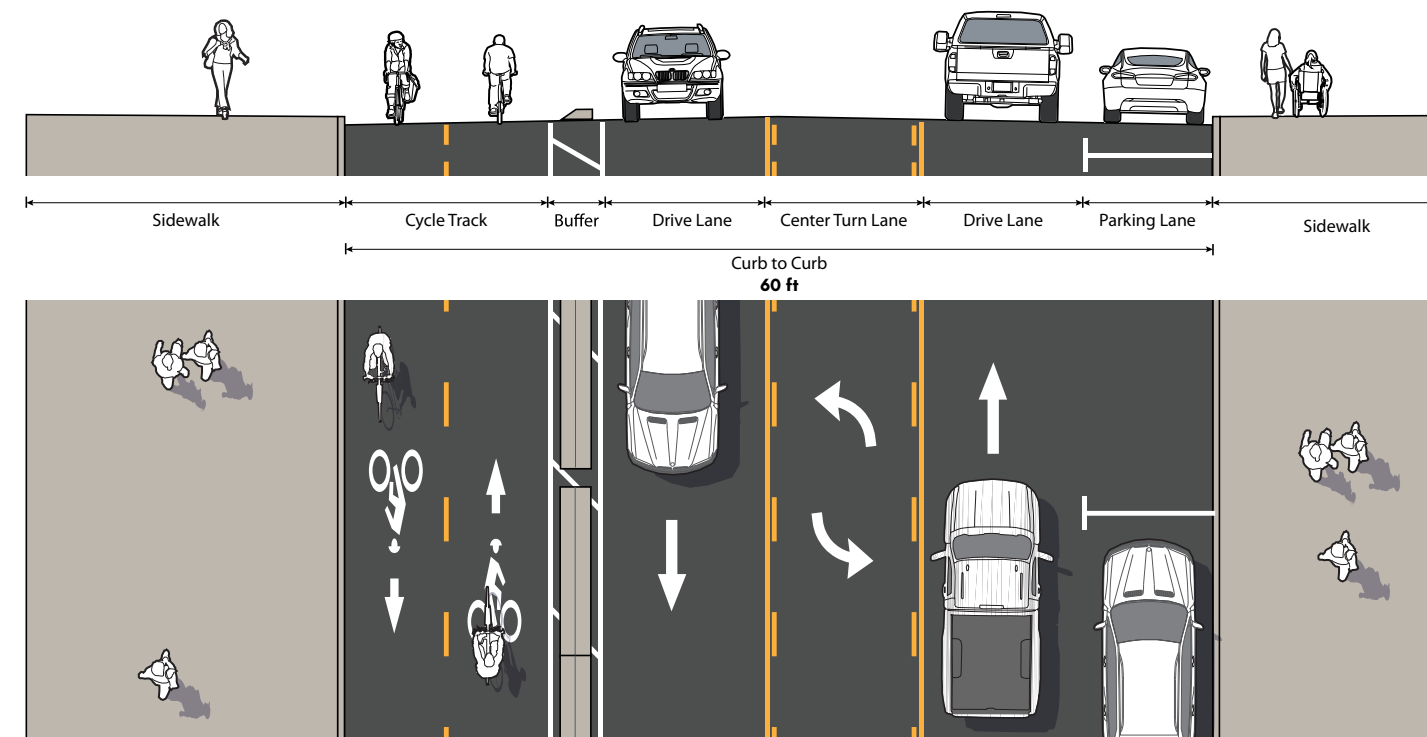 Sidewalk
Cycle Track
Buffer
Drive Lane
Center Turn Lane
Drive Lane
Parking Lane
Sidewalk
Curb to Curb
60 ft